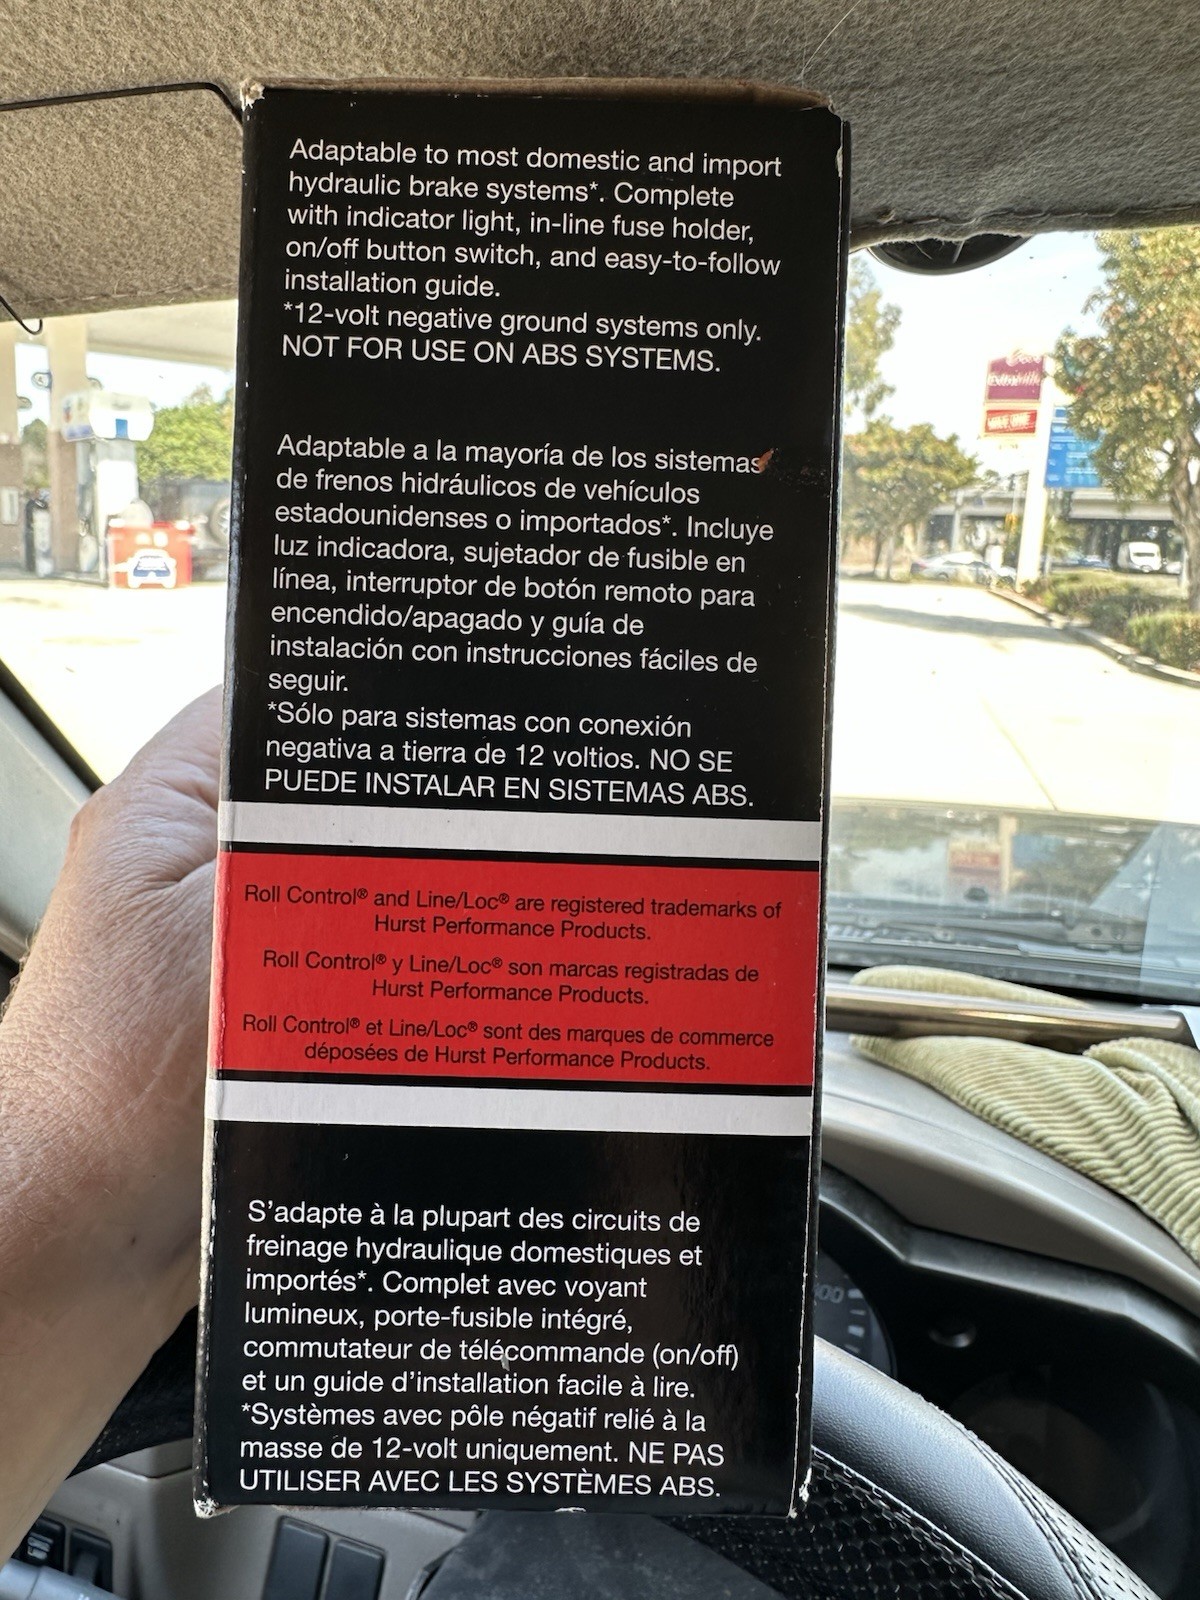 Adaptable to most domestic and import
hydraulic brake systems*. Complete
with indicator light, in-line fuse holder,
on/off button switch, and easy-to-follow
installation guide.
*12-volt negative ground systems only.
NOT FOR USE ON ABS SYSTEMS.
Adaptable a la mayoría de los sistemas
de frenos hidráulicos de vehículos
estadounidenses o importados*. Incluye
luz indicadora, sujetador de fusible en
línea, interruptor de botón remoto para
encendido/apagado y guía de
instalación con instrucciones fáciles de
seguir.
*Sólo para sistemas con conexión
negativa a tierra de 12 voltios. NO SE
PUEDE INSTALAR EN SISTEMAS ABS.
Roll Control® and Line/Loc® are registered trademarks of
Hurst Performance Products.
Roll Control® y Line/Loc® son marcas registradas de
Hurst Performance Products.
Roll Control® et Line/Loc® sont des marques de commerce
déposées de Hurst Performance Products.
S'adapte à la plupart des circuits de
freinage hydraulique domestiques et
importés*. Complet avec voyant
lumineux, porte-fusible intégré,
commutateur de télécommande (on/off)
et un guide d'installation facile à lire.
*Systèmes avec pôle négatif relié à la
masse de 12-volt uniquement. NE PAS
UTILISER AVEC LES SYSTÈMES ABS.